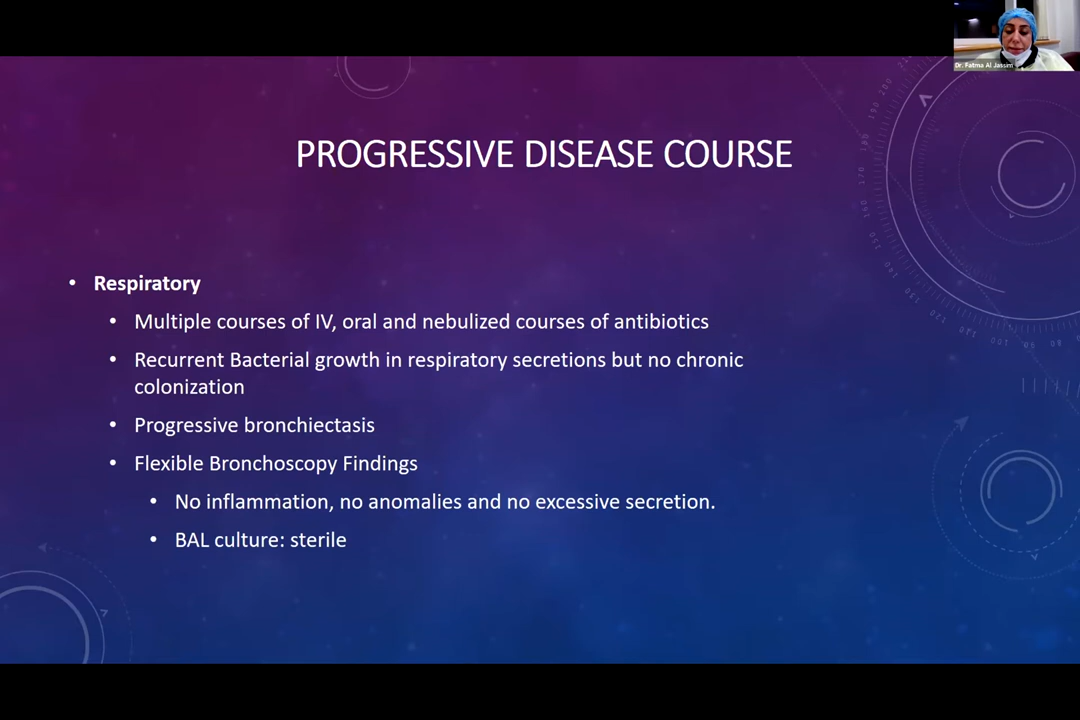 Dr. Fatma Al Jassim
PROGRESSIVE DISEASE COURSE
• Respiratory
• Multiple courses of IV, oral and nebulized courses of antibiotics
• Recurrent Bacterial growth in respiratory secretions but no chronic
colonization
• Progressive bronchiectasis
• Flexible Bronchoscopy Findings
• No inflammation, no anomalies and no excessive secretion.
• BAL culture: sterile